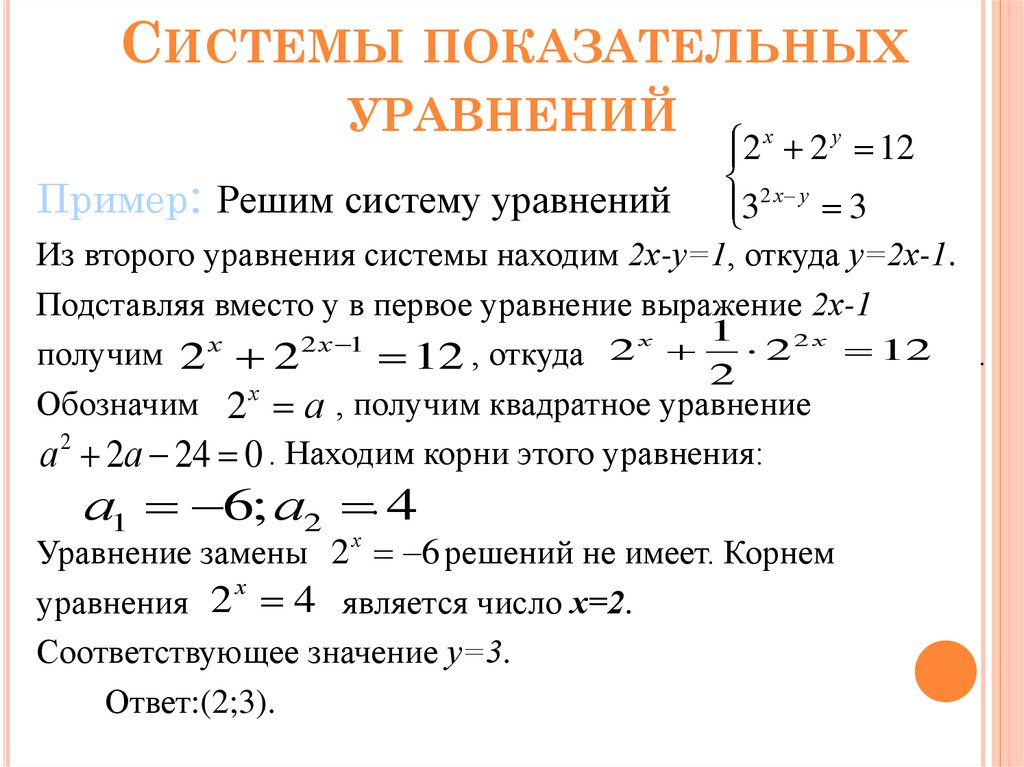 СИСТЕМЫ ПОКАЗАТЕЛЬНЫХ
УРАВНЕНИЙ
Пример: Решим систему уравнений { 2^x + 2^y = 12
3^(2x−y) = 3
Из второго уравнения системы находим 2x-y=1, откуда y=2x-1.
Подставляя вместо y в первое уравнение выражение 2x-1
получим 2^x + 2^(2x−1) = 12 , откуда 2^x + 1/2 · 2^(2x) = 12 .
Обозначим 2^x = a , получим квадратное уравнение
a² + 2a − 24 = 0 . Находим корни этого уравнения:
a₁ = −6; a₂ = 4 .
Уравнение замены 2^x = −6 решений не имеет. Корнем
уравнения 2^x = 4 является число x=2.
Соответствующее значение y=3.
Ответ:(2;3).